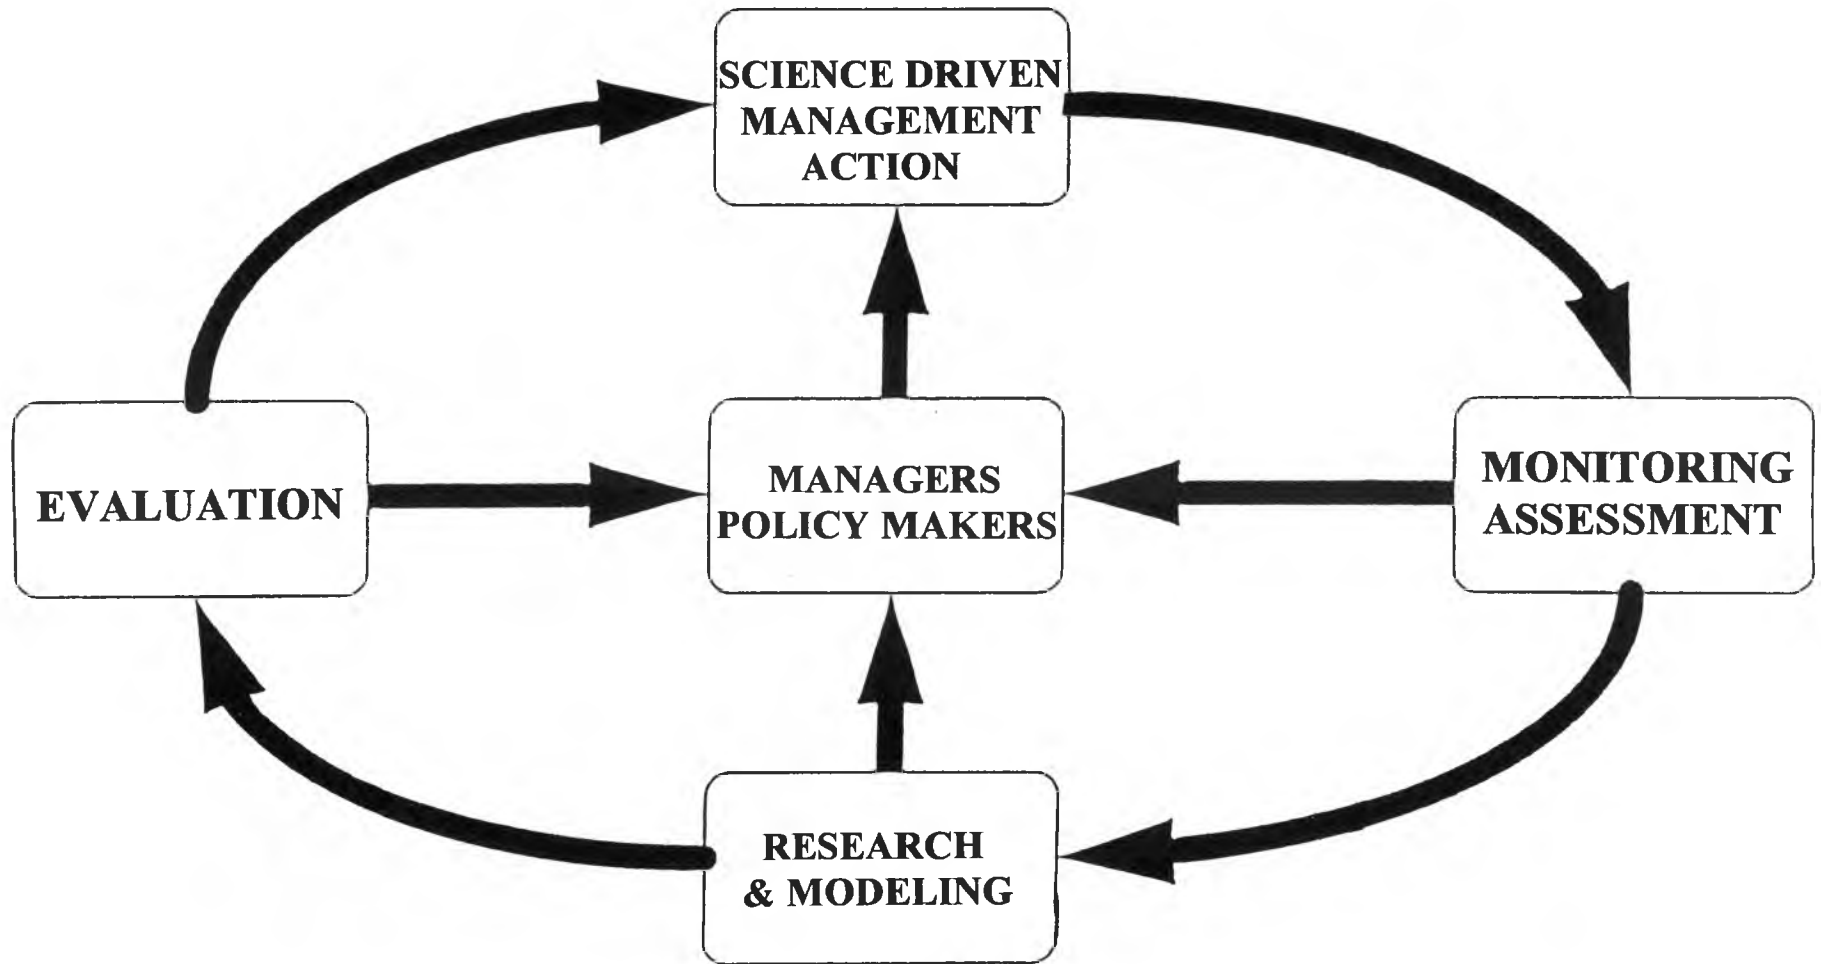 SCIENCE DRIVEN
MANAGEMENT
ACTION
EVALUATION
MANAGERS
POLICY MAKERS
MONITORING
ASSESSMENT
RESEARCH
& MODELING